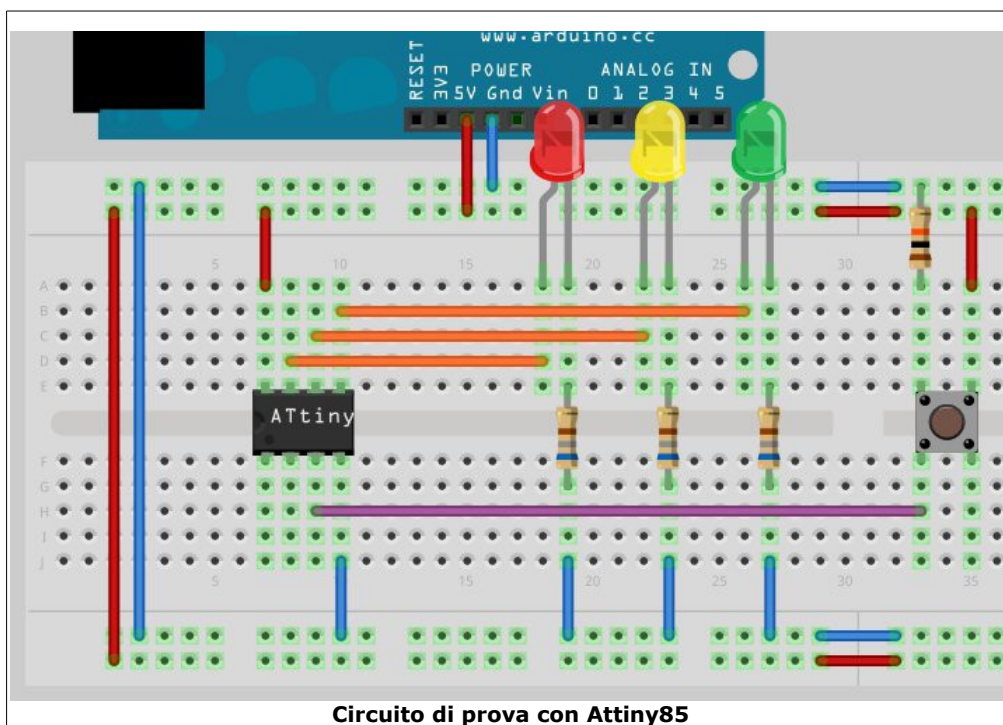 www.arduino.cc
RESET
3V3
POWER
ANALOG IN
5V Gnd Vin 0 1 2 3 4 5
5 10 15 20 25 30
A
B
C
D
E
ATtiny
F
G
H
I
J
5 15 20 25 30 35
Circuito di prova con Attiny85